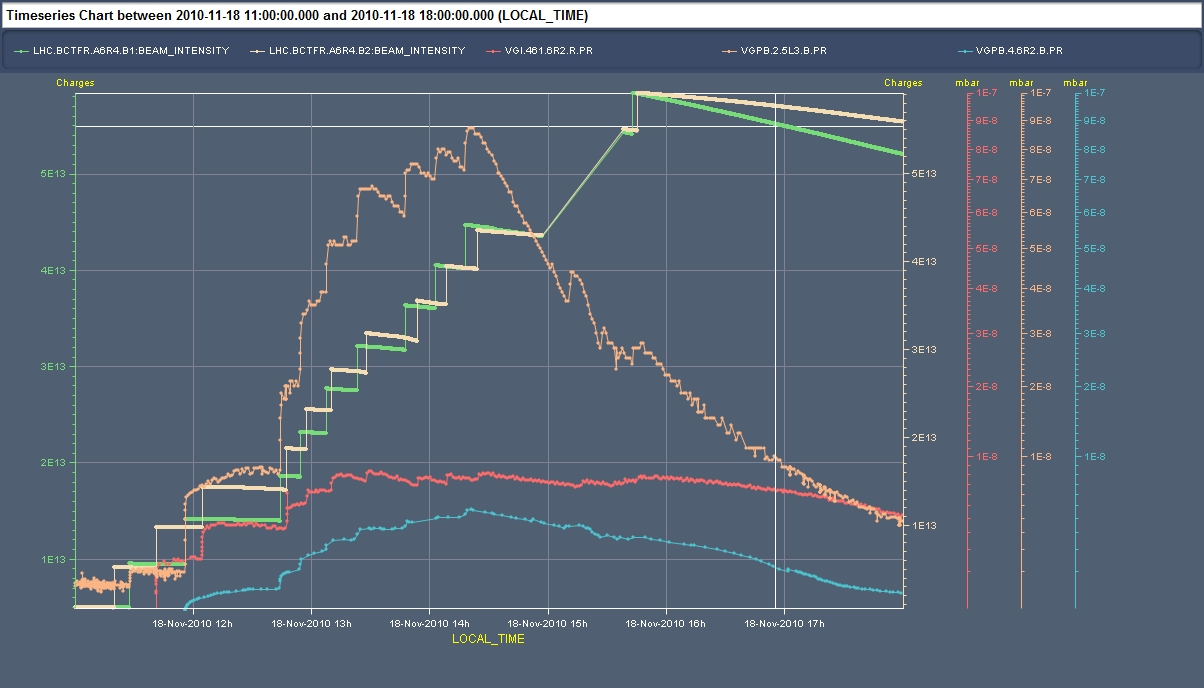 Timeseries Chart between 2010-11-18 11:00:00.000 and 2010-11-18 18:00:00.000 (LOCAL_TIME)
LHC.BCTFR.A6R4.B1:BEAM_INTENSITY LHC.BCTFR.A6R4.B2:BEAM_INTENSITY VGI.461.6R2.R.PR VGPB.2.5L3.B.PR VGPB.4.6R2.B.PR
Charges Charges mbar mbar mbar
1E-7 1E-7 1E-7
9E-8 9E-8 9E-8
8E-8 8E-8 8E-8
5E13 5E13 7E-8 7E-8 7E-8
6E-8 6E-8 6E-8
5E-8 5E-8 5E-8
4E13 4E13
4E-8 4E-8 4E-8
3E-8 3E-8 3E-8
3E13 3E13
2E-8 2E-8 2E-8
2E13
2E13 1E-8 1E-8 1E-8
1E13
1E13
18-Nov-2010 12h 18-Nov-2010 13h 18-Nov-2010 14h 18-Nov-2010 15h 18-Nov-2010 16h 18-Nov-2010 17h
LOCAL_TIME